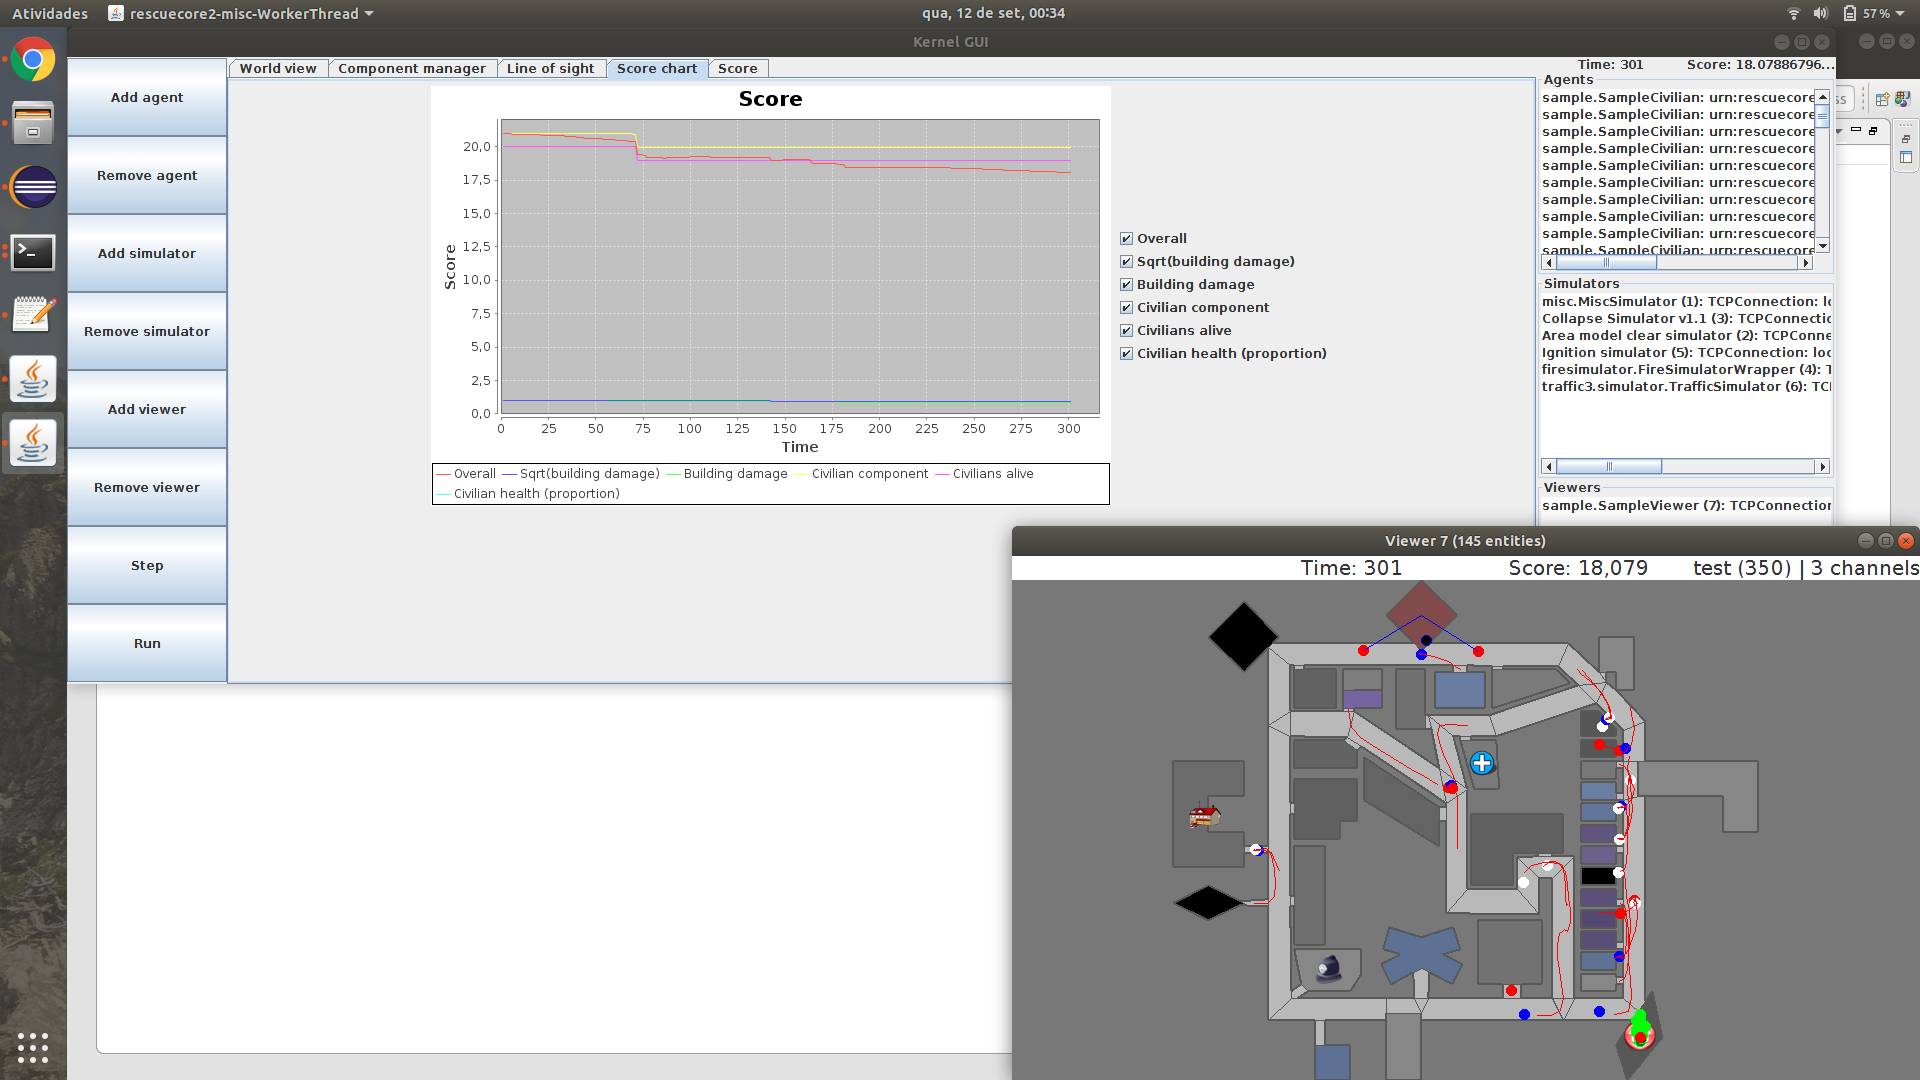 Atividades
rescuecore2-misc-WorkerThread
qua, 12 de set, 00:34
57 %
Kernel GUI
Add agent
Remove agent
Add simulator
Remove simulator
Add viewer
Remove viewer
Step
Run
World view
Component manager
Line of sight
Score chart
Score
Time: 301
Score: 18.07886796...
Score
Score
20,0
17,5
15,0
12,5
10,0
7,5
5,0
2,5
0,0
0 25 50 75 100 125 150 175 200 225 250 275 300
Time
Overall Sqrt(building damage) Building damage Civilian component Civilians alive
Civilian health (proportion)
Overall
Sqrt(building damage)
Building damage
Civilian component
Civilians alive
Civilian health (proportion)
Agents
sample.SampleCivilian: urn:rescuecore
sample.SampleCivilian: urn:rescuecore
sample.SampleCivilian: urn:rescuecore
sample.SampleCivilian: urn:rescuecore
sample.SampleCivilian: urn:rescuecore
sample.SampleCivilian: urn:rescuecore
sample.SampleCivilian: urn:rescuecore
sample.SampleCivilian: urn:rescuecore
sample.SampleCivilian: urn:rescuecore
sample.SampleCivilian: urn:rescuecore
Simulators
misc.MiscSimulator (1): TCPConnection: lo
Collapse Simulator v1.1 (3): TCPConnectio
Area model clear simulator (2): TCPConne
Ignition simulator (5): TCPConnection: loc
firesimulator.FireSimulatorWrapper (4): T
traffic3.simulator.TrafficSimulator (6): TCI
Viewers
sample.SampleViewer (7): TCPConnection
ss
Viewer 7 (145 entities)
Time: 301
Score: 18,079
test (350) | 3 channels